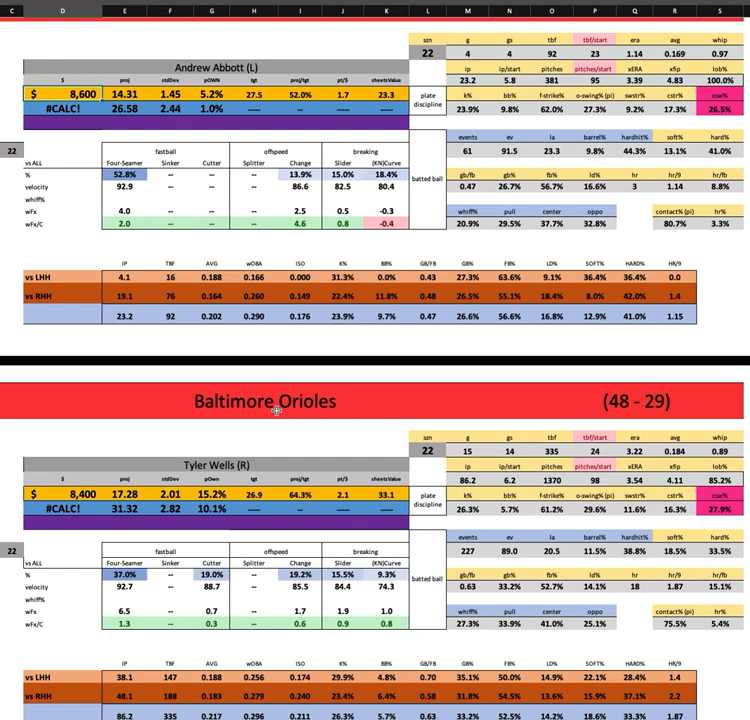 C D E F G H I J K L M N O P Q R S
szn g gs tbf tbf/start era avg whip
22 4 4 92 23 1.14 0.169 0.97
Andrew Abbott (L) ip ip/start pitches pitches/start xERA xfip lob%
$ proj stdDev pOWN tgt proj/tgt pt/$ sheetsValue 23.2 5.8 381 95 3.39 4.83 100.0%
$ 8,600 14.31 1.45 5.2% 27.5 52.0% 1.7 23.3 plate discipline k% bb% f-strike% o-swing% (pi) swstr% cstr% csw%
#CALC! 26.58 2.44 1.0% ---- -- ---- ---- 23.9% 9.8% 62.0% 27.3% 9.2% 17.3% 26.5%
events ev la barrel% hardhit% soft% hard%
22 fastball offspeed breaking 61 91.5 23.3 9.8% 44.3% 13.1% 41.0%
vs ALL Four-Seamer Sinker Cutter Splitter Change Slider (KN)Curve
% 52.8% -- -- -- 13.9% 15.0% 18.4% batted ball gb/fb gb% fb% ld% hr hr/9 hr/fb
velocity 92.9 -- -- -- 86.6 82.5 80.4 0.47 26.7% 56.7% 16.6% 3 1.14 8.8%
whiff%
wFx 4.0 -- -- -- 2.5 0.5 -0.3 whiff% pull center oppo contact% (pi) hr%
wFx/C 2.0 -- -- -- 4.6 0.8 -0.4 20.9% 29.5% 37.7% 32.8% 80.7% 3.3%
IP TBF AVG wOBA ISO K% BB% GB/FB GB% FB% LD% SOFT% HARD% HR/9
vs LHH 4.1 16 0.188 0.166 0.000 31.3% 0.0% 0.43 27.3% 63.6% 9.1% 36.4% 36.4% 0.0
vs RHH 19.1 76 0.164 0.260 0.149 22.4% 11.8% 0.48 26.5% 55.1% 18.4% 8.0% 42.0% 1.4
23.2 92 0.202 0.290 0.176 23.9% 9.7% 0.47 26.6% 56.6% 16.8% 12.9% 41.0% 1.15
Baltimore Orioles (48 - 29)
szn g gs tbf tbf/start era avg whip
22 15 14 335 24 3.22 0.184 0.89
Tyler Wells (R) ip ip/start pitches pitches/start xERA xfip lob%
$ proj stdDev pOwn tgt proj/tgt pt/$ sheetsValue 86.2 6.2 1370 98 3.54 4.11 85.2%
$ 8,400 17.28 2.01 15.2% 26.9 64.3% 2.1 33.1 plate discipline k% bb% f-strike% o-swing% (pi) swstr% cstr% csw%
#CALC! 31.32 2.82 10.1% ---- -- ---- ---- 26.3% 5.7% 61.2% 29.6% 11.6% 16.3% 27.9%
events ev la barrel% hardhit% soft% hard%
22 fastball offspeed breaking 227 89.0 20.5 11.5% 38.8% 18.5% 33.5%
vs ALL Four-Seamer Sinker Cutter Splitter Change Slider (KN)Curve
% 37.0% -- 19.0% -- 19.2% 15.5% 9.3% batted ball gb/fb gb% fb% ld% hr hr/9 hr/fb
velocity 92.7 -- 88.7 -- 85.5 84.4 74.3 0.63 33.2% 52.7% 14.1% 18 1.87 15.1%
whiff%
wFx 6.5 -- 0.7 -- 1.7 1.9 1.0 whiff% pull center oppo contact% (pi) hr%
wFx/C 1.3 -- 0.3 -- 0.6 0.9 0.8 27.3% 33.9% 41.0% 25.1% 75.5% 5.4%
IP TBF AVG wOBA ISO K% BB% GB/FB GB% FB% LD% SOFT% HARD% HR/9
vs LHH 38.1 147 0.188 0.256 0.174 29.9% 4.8% 0.70 35.1% 50.0% 14.9% 22.1% 28.4% 1.4
vs RHH 48.1 188 0.183 0.279 0.240 23.4% 6.4% 0.58 31.8% 54.5% 13.6% 15.9% 37.1% 2.2
86.2 335 0.217 0.296 0.211 26.3% 5.7% 0.63 33.2% 52.5% 14.2% 18.6% 33.3% 1.87